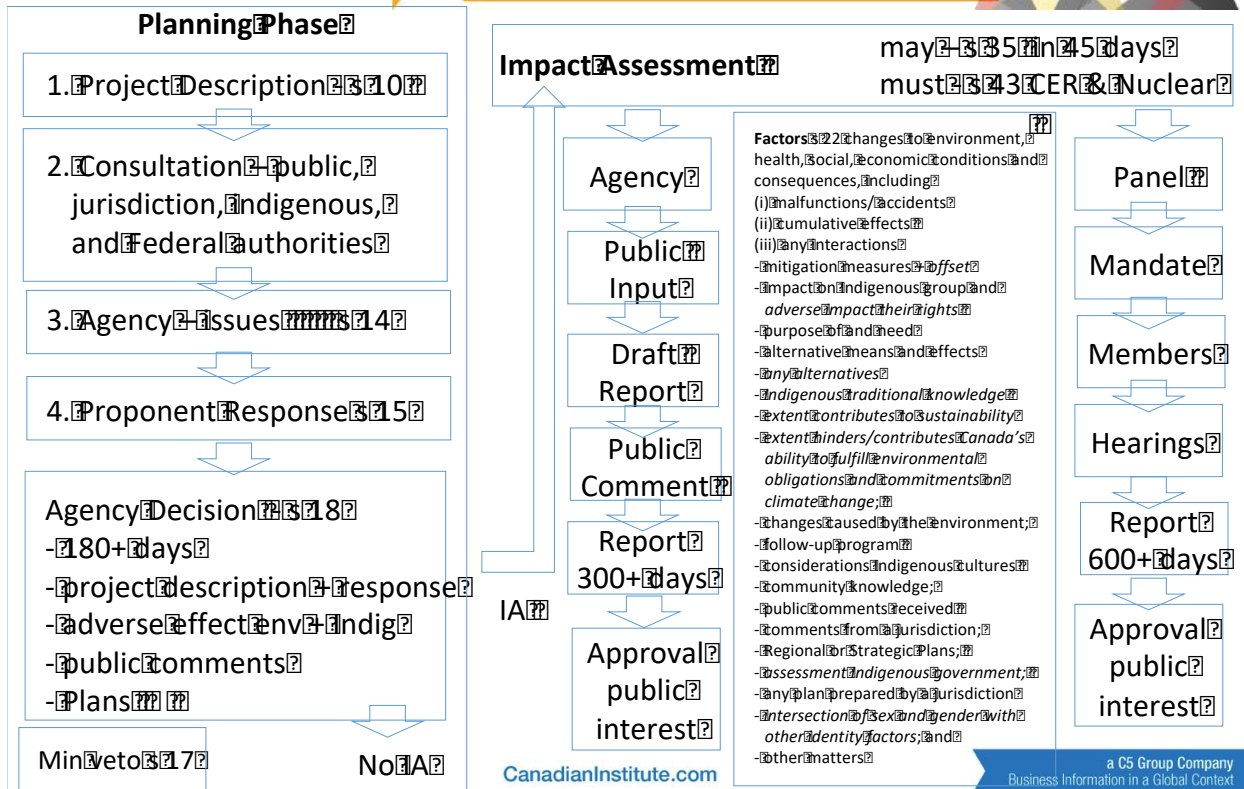 Planning Phase
1. Project Description - s 10
2. Consultation – public,
jurisdiction, Indigenous,
and Federal authorities
3. Agency – issues s 14
4. Proponent Response s 15
Agency Decision - s 18
- 180+ days
- project description + response
- adverse effect env + Indig
- public comments
- Plans
Min veto s 17
No IA
IA
Impact Assessment
may – s 35 in 45 days
must - s 43 CER & Nuclear
Agency
Public
Input
Draft
Report
Public
Comment
Report
300+ days
Approval
public
interest
Factors s 22 changes to environment,
health, social, economic conditions and
consequences, including
(i) malfunctions/ accidents
(ii) cumulative effects
(iii) any interactions
- mitigation measures + offset
- impact on Indigenous group and
adverse impact their rights
- purpose of and need
- alternative means and effects
- any alternatives
- Indigenous traditional knowledge
- extent contributes to sustainability
- extent hinders/contributes Canada's
ability to fulfill environmental
obligations and commitments on
climate change;
- changes caused by the environment;
- follow-up program
- considerations Indigenous cultures
- community knowledge;
- public comments received
- comments from a jurisdiction;
- Regional or Strategic Plans;
- assessment Indigenous government;
- any plan prepared by a jurisdiction
- intersection of sex and gender with
other identity factors; and
- other matters
Panel
Mandate
Members
Hearings
Report
600+ days
Approval
public
interest
CanadianInstitute.com
a C5 Group Company
Business Information in a Global Context